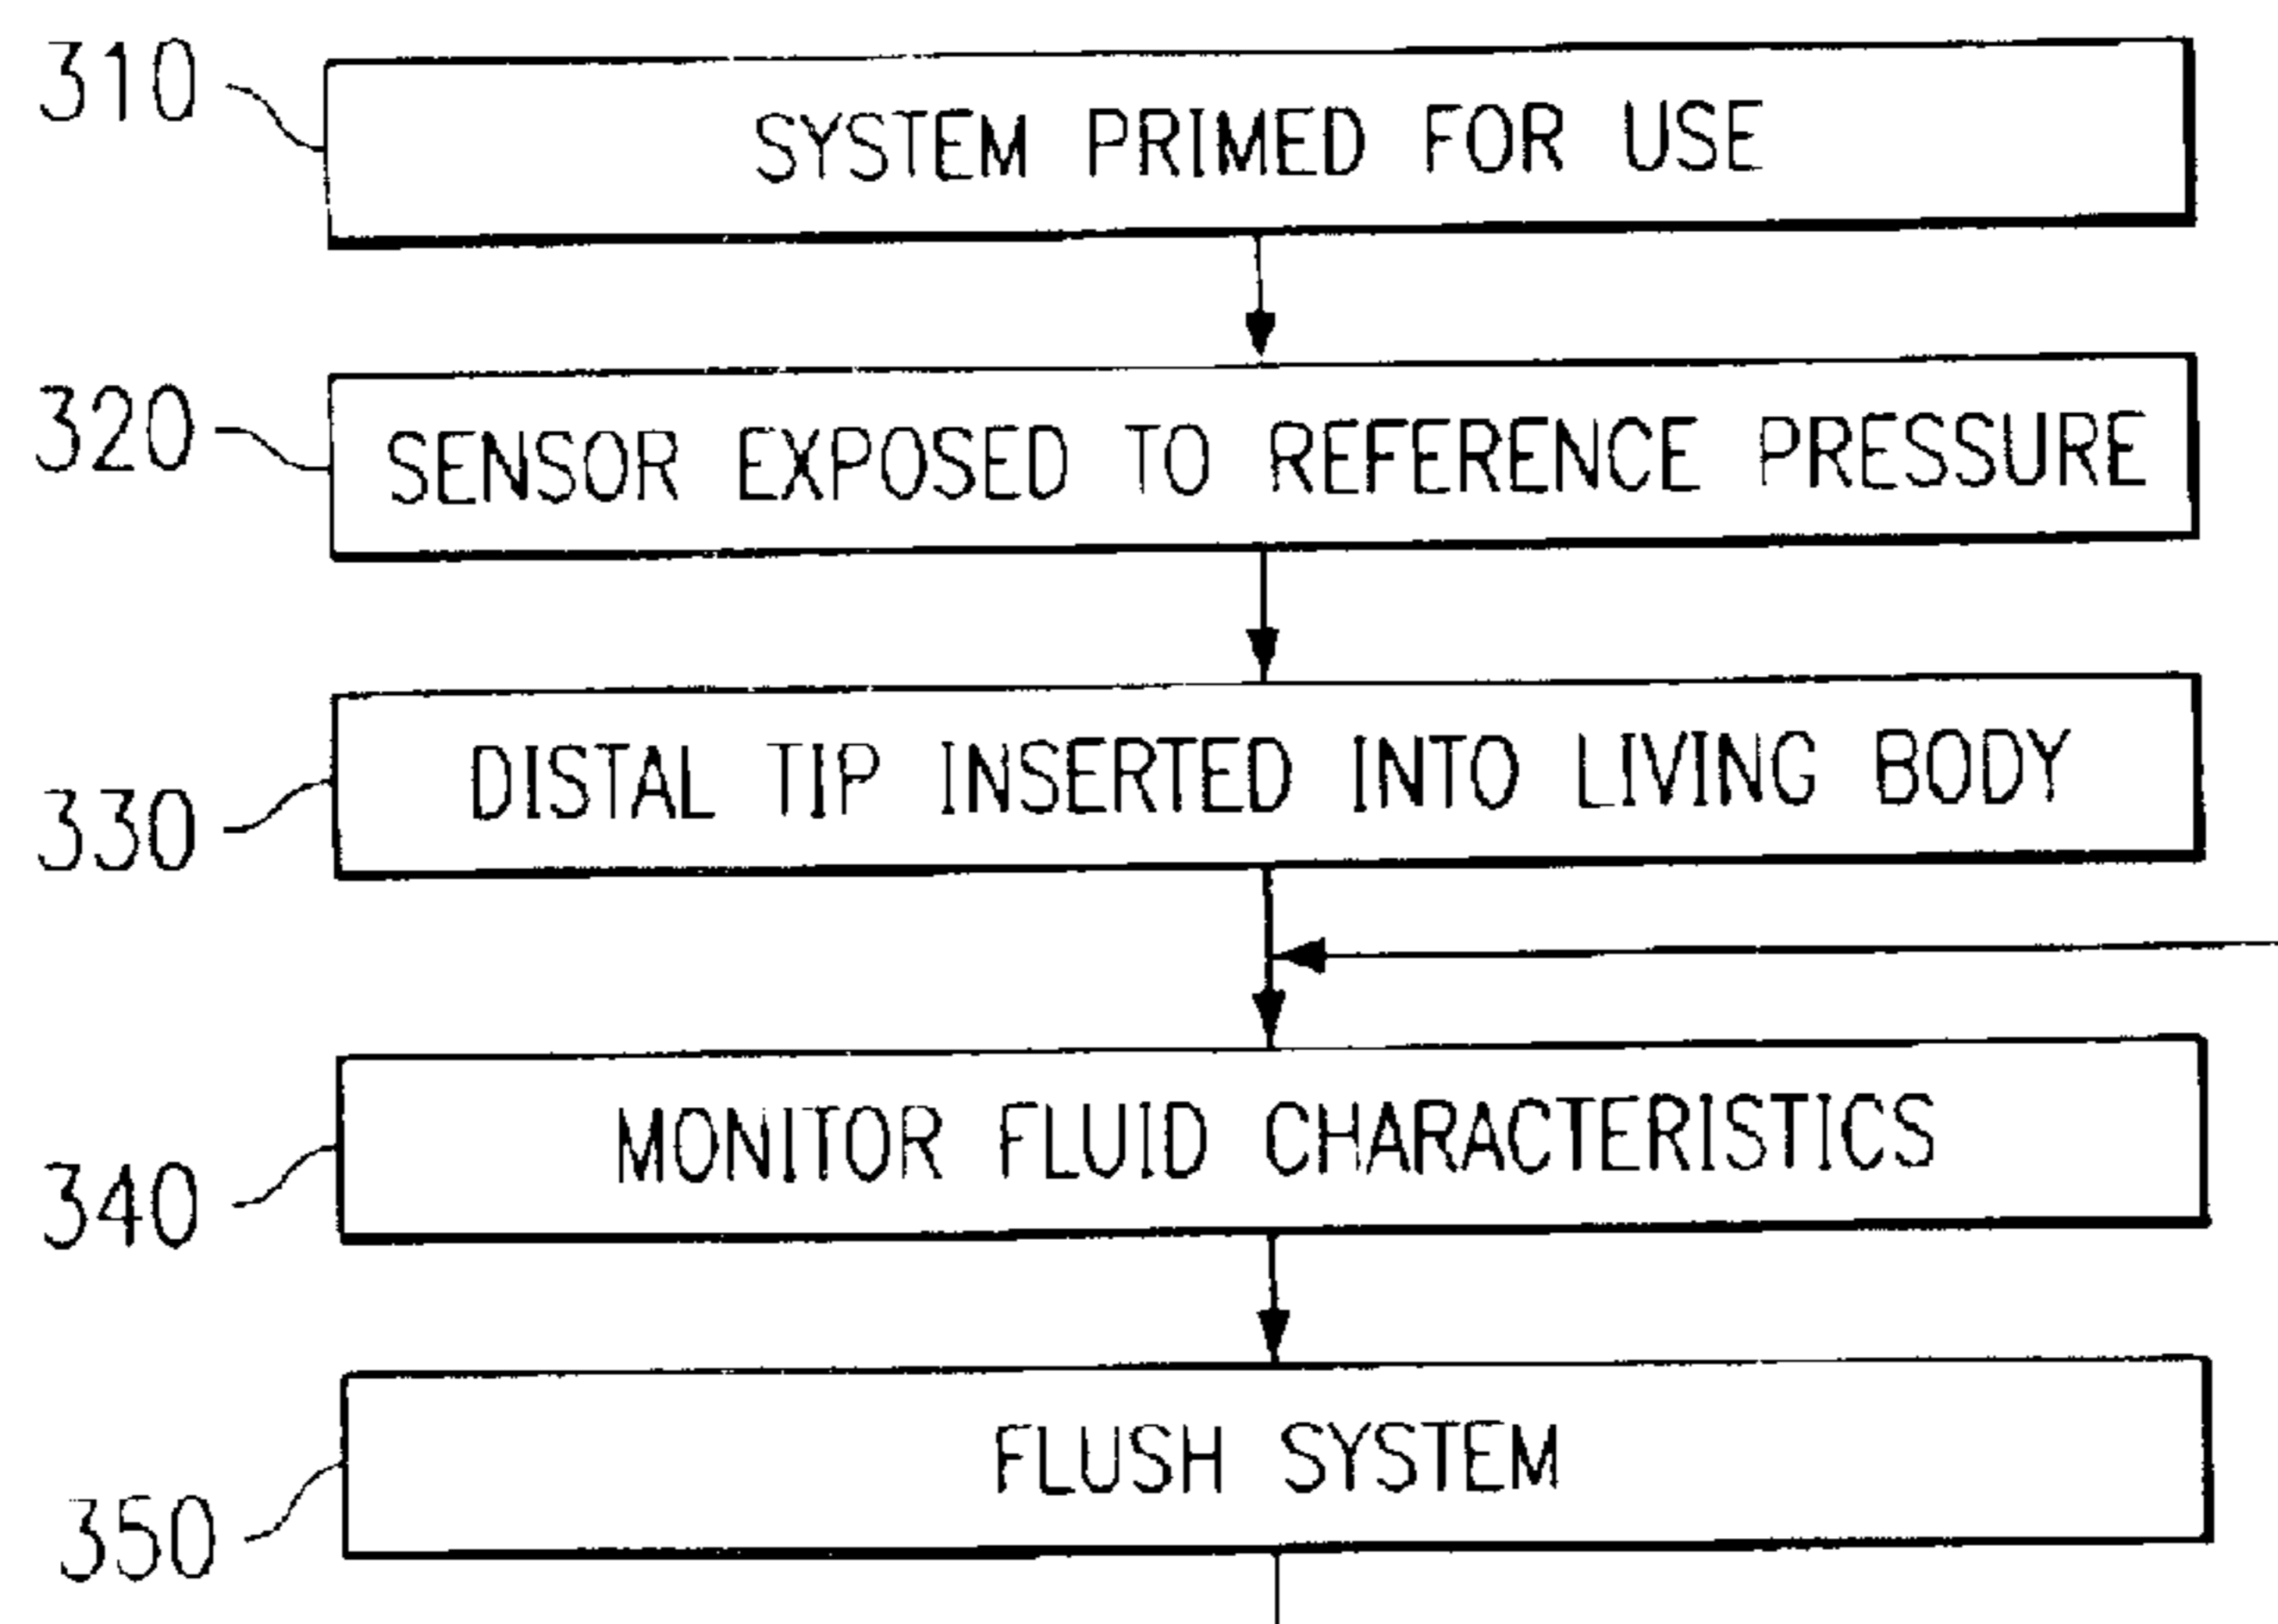 310
SYSTEM PRIMED FOR USE
320
SENSOR EXPOSED TO REFERENCE PRESSURE
330
DISTAL TIP INSERTED INTO LIVING BODY
340
MONITOR FLUID CHARACTERISTICS
350
FLUSH SYSTEM